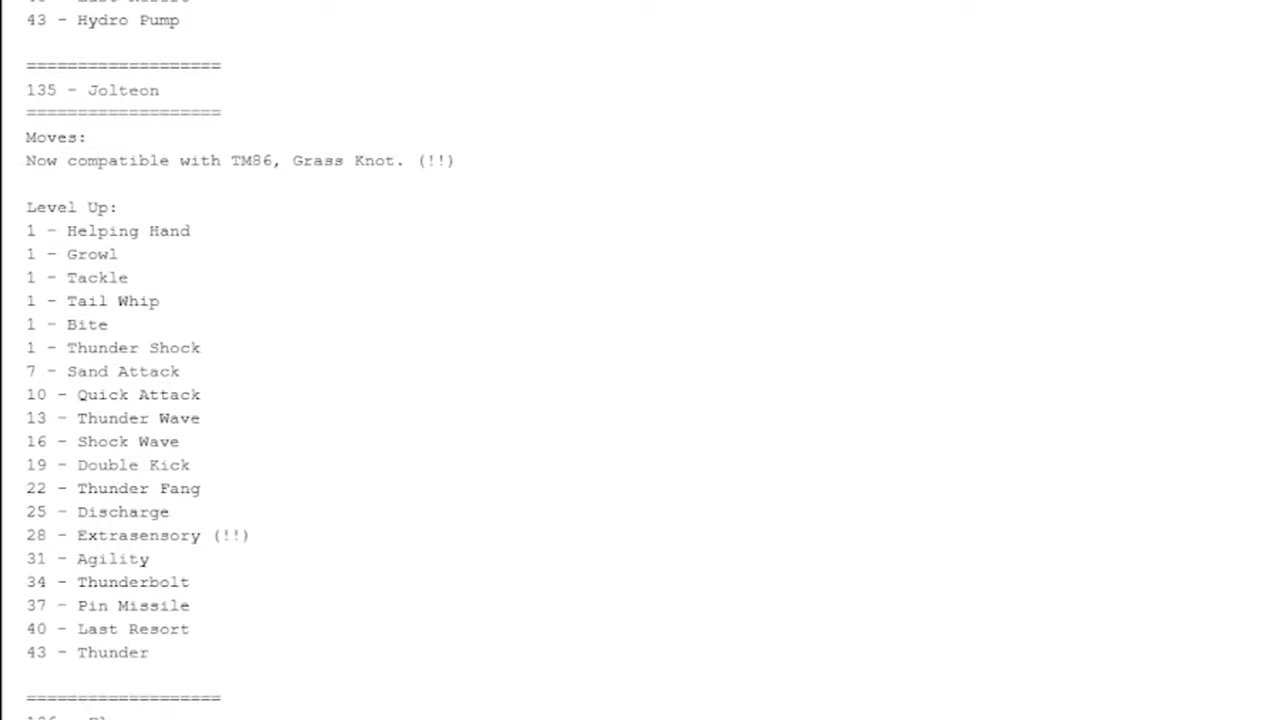 43 - Hydro Pump
===================
135 - Jolteon
===================
Moves:
Now compatible with TM86, Grass Knot. (!!)
Level Up:
1 - Helping Hand
1 - Growl
1 - Tackle
1 - Tail Whip
1 - Bite
1 - Thunder Shock
7 - Sand Attack
10 - Quick Attack
13 - Thunder Wave
16 - Shock Wave
19 - Double Kick
22 - Thunder Fang
25 - Discharge
28 - Extrasensory (!!)
31 - Agility
34 - Thunderbolt
37 - Pin Missile
40 - Last Resort
43 - Thunder
===================